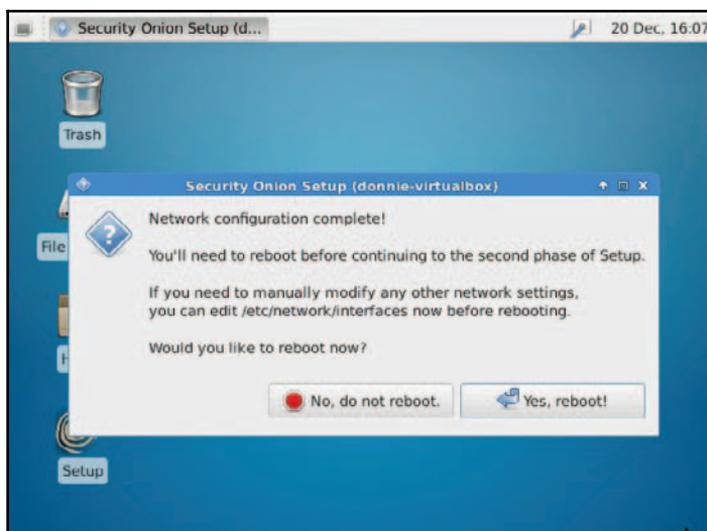 Security Onion Setup (d...
20 Dec, 16:07
Trash
Security Onion Setup (donnie-virtualbox)
Network configuration complete!
You'll need to reboot before continuing to the second phase of Setup.
File
If you need to manually modify any other network settings,
you can edit /etc/network/interfaces now before rebooting.
Would you like to reboot now?
H
No, do not reboot.
Yes, reboot!
Setup